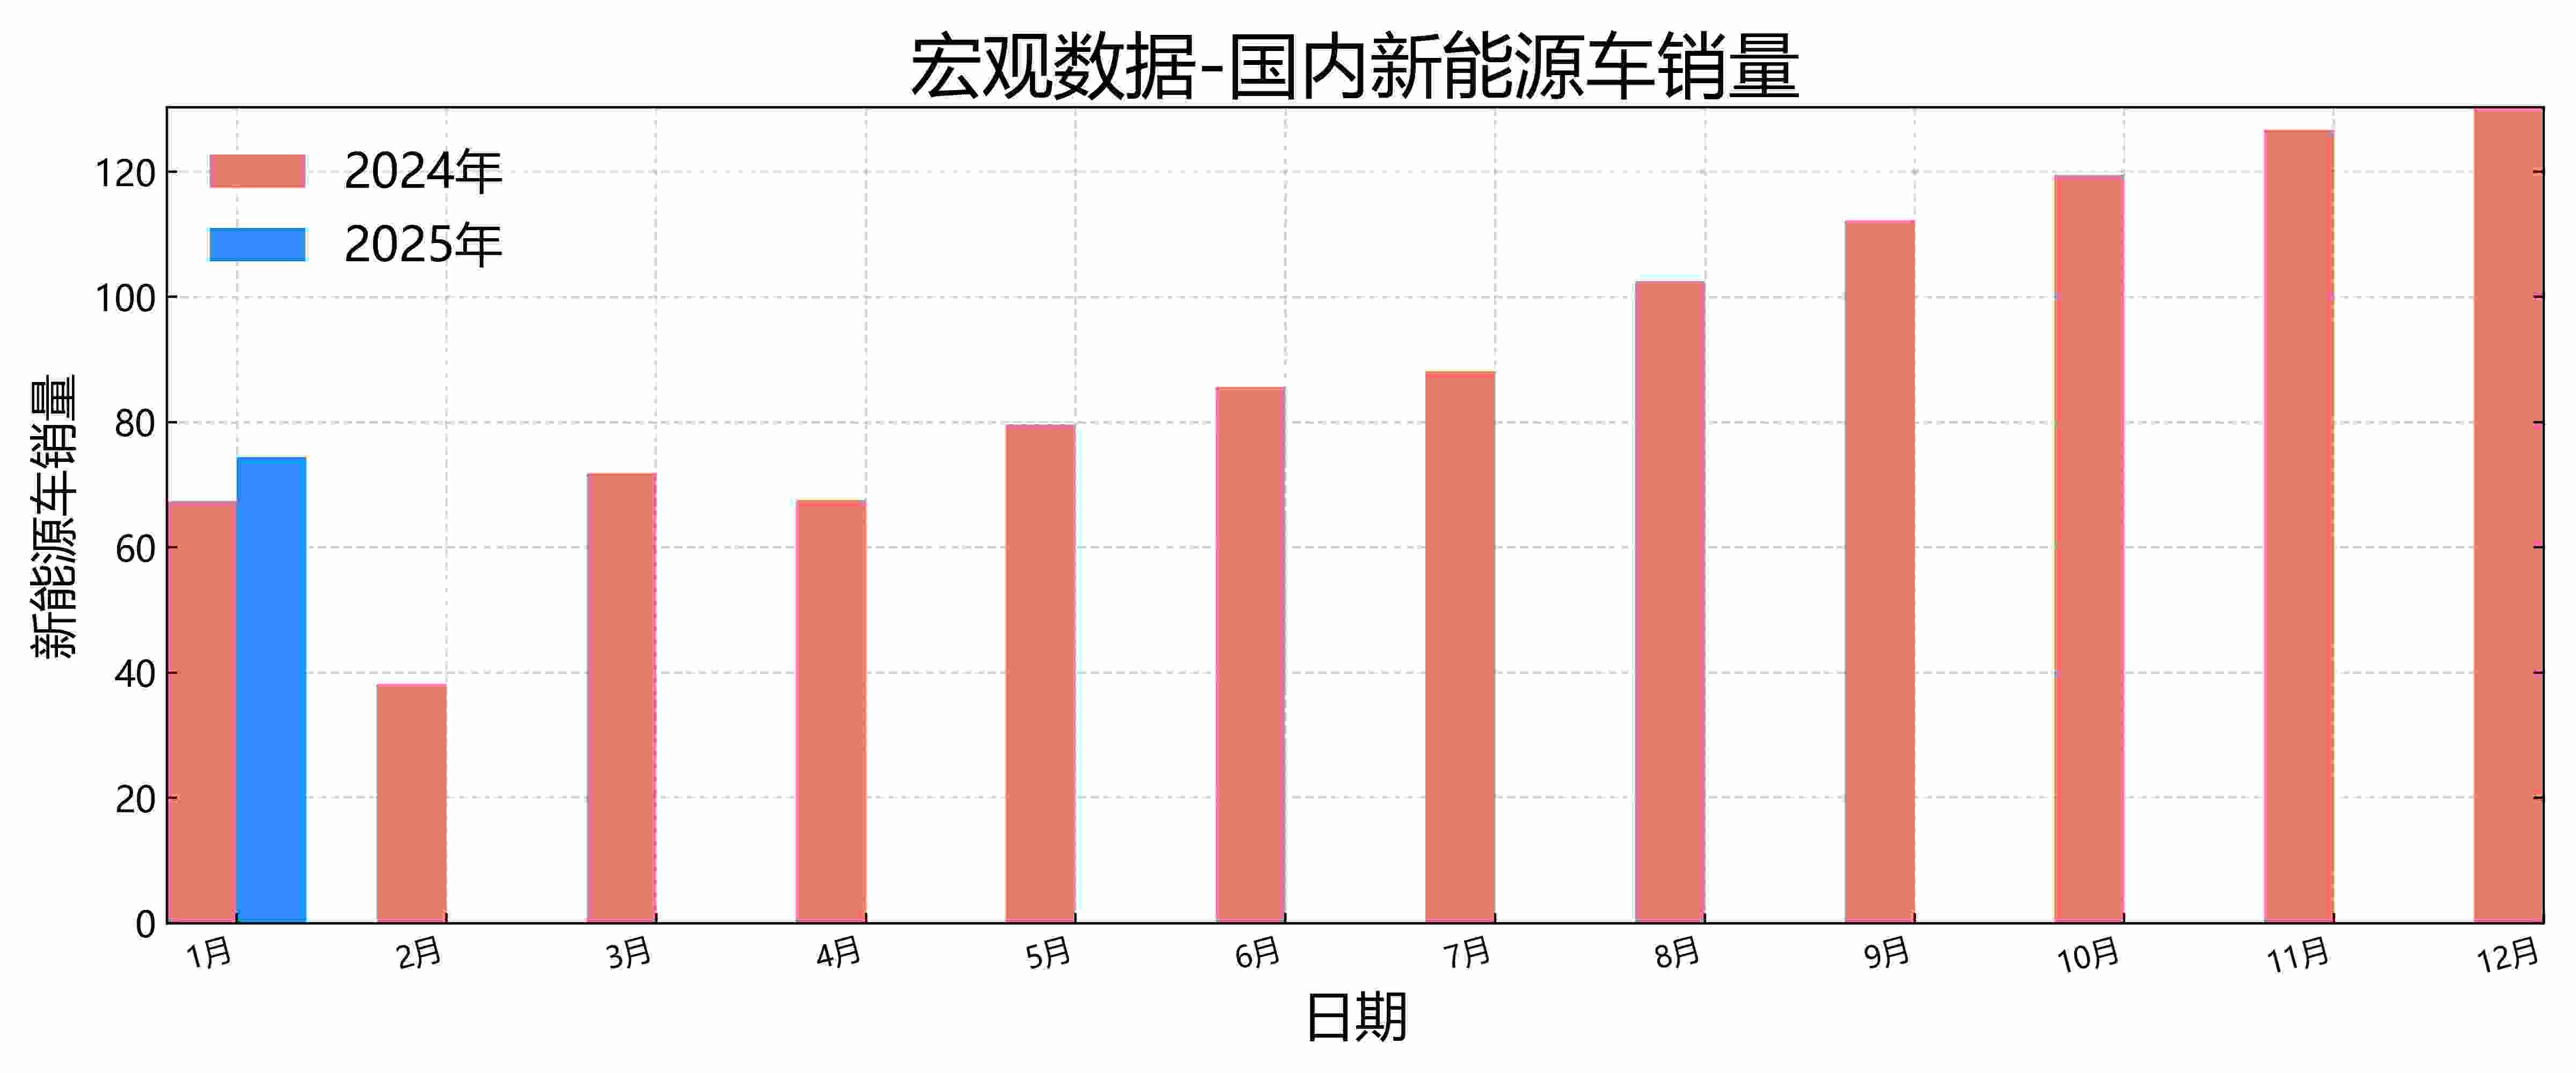 宏观数据-国内新能源车销量
2024年
2025年
新能源车销量
120
100
80
60
40
20
0
1月
2月
3月
4月
5月
6月
7月
8月
9月
10月
11月
12月
日期